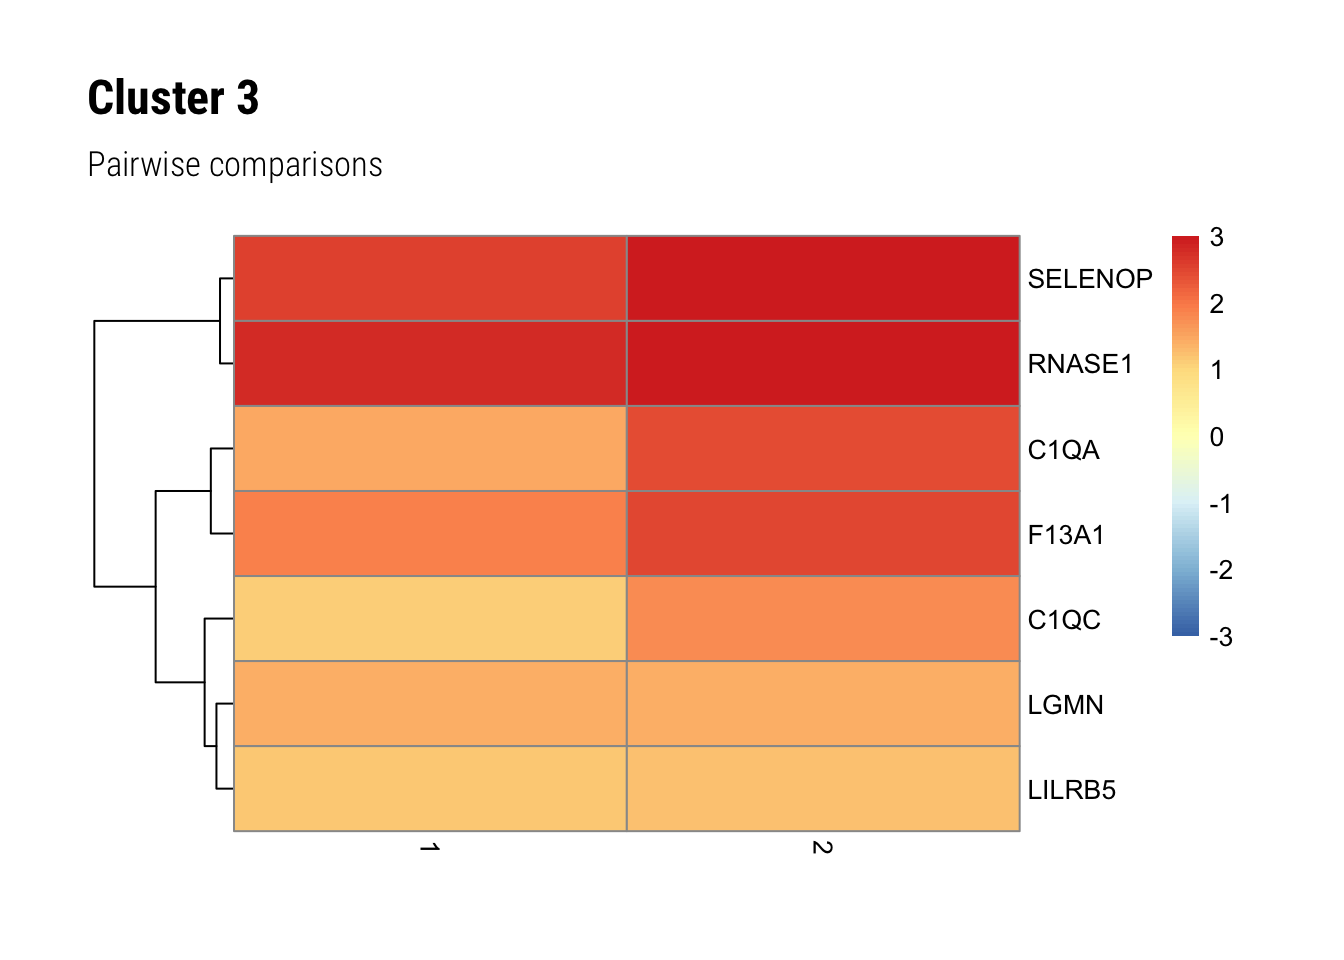 Cluster 3
Pairwise comparisons
SELENOP
RNASE1
C1QA
F13A1
C1QC
LGMN
LILRB5
1
2
3
2
1
0
-1
-2
-3